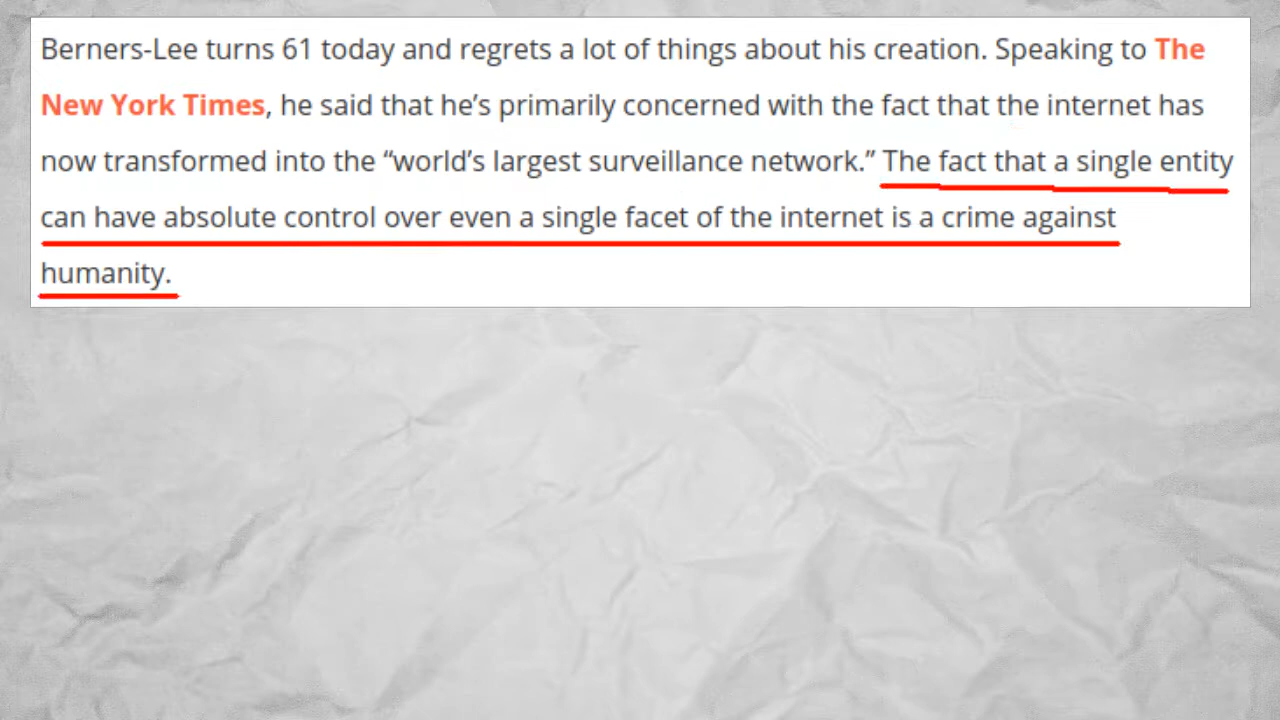 Berners-Lee turns 61 today and regrets a lot of things about his creation. Speaking to The
New York Times, he said that he’s primarily concerned with the fact that the internet has
now transformed into the “world’s largest surveillance network.” The fact that a single entity
can have absolute control over even a single facet of the internet is a crime against
humanity.